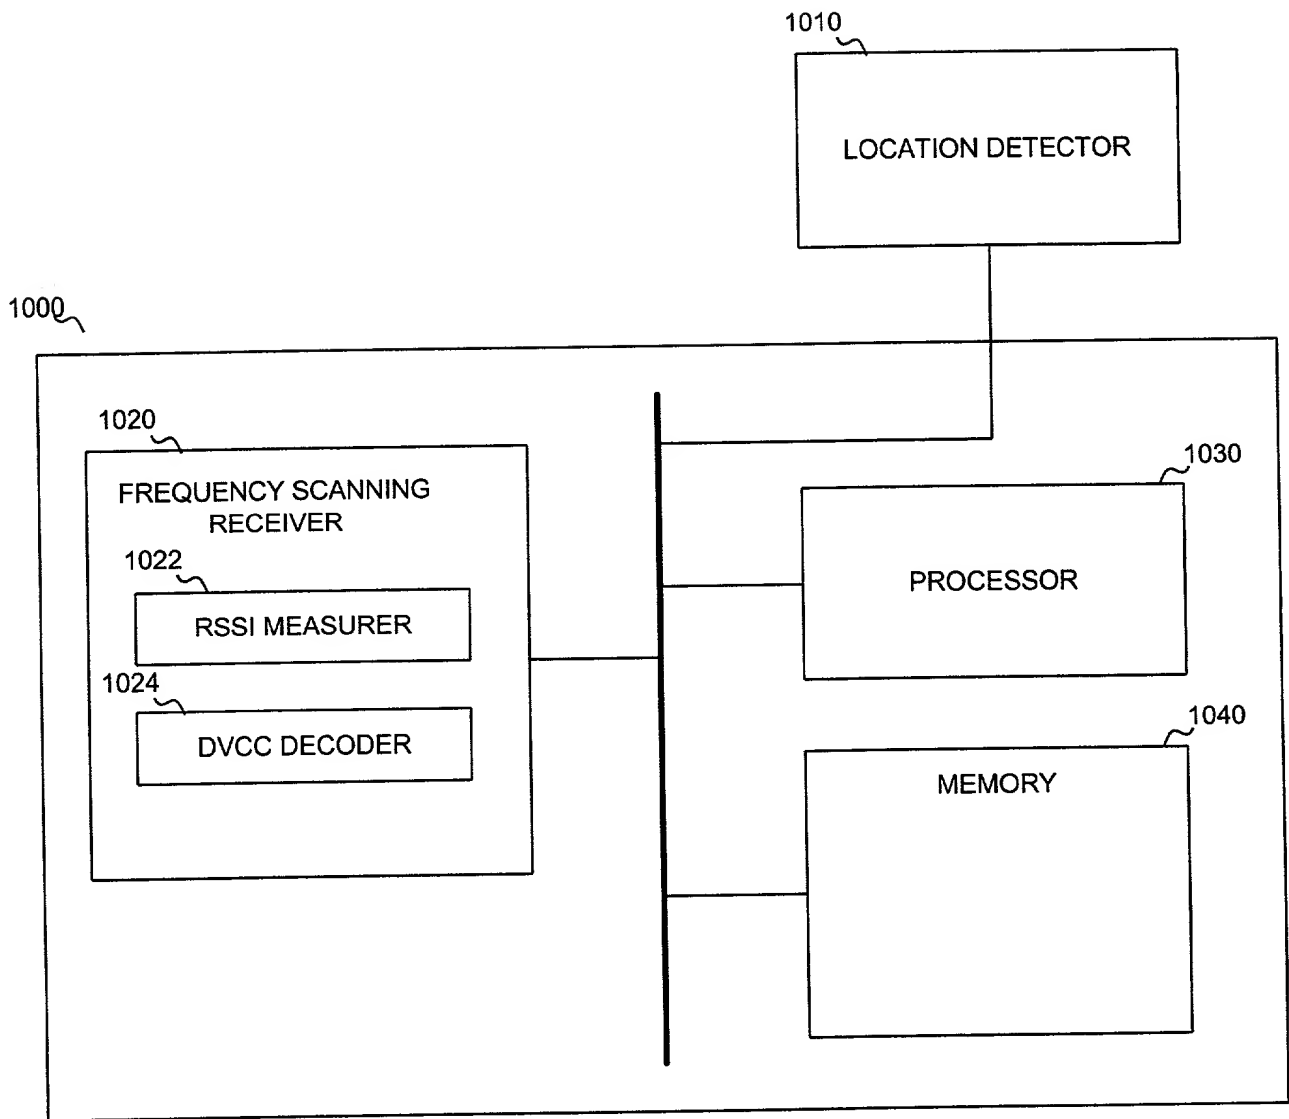 1010
LOCATION DETECTOR
1000
1020
FREQUENCY SCANNING
RECEIVER
1022
RSSI MEASURER
1024
DVCC DECODER
1030
PROCESSOR
1040
MEMORY